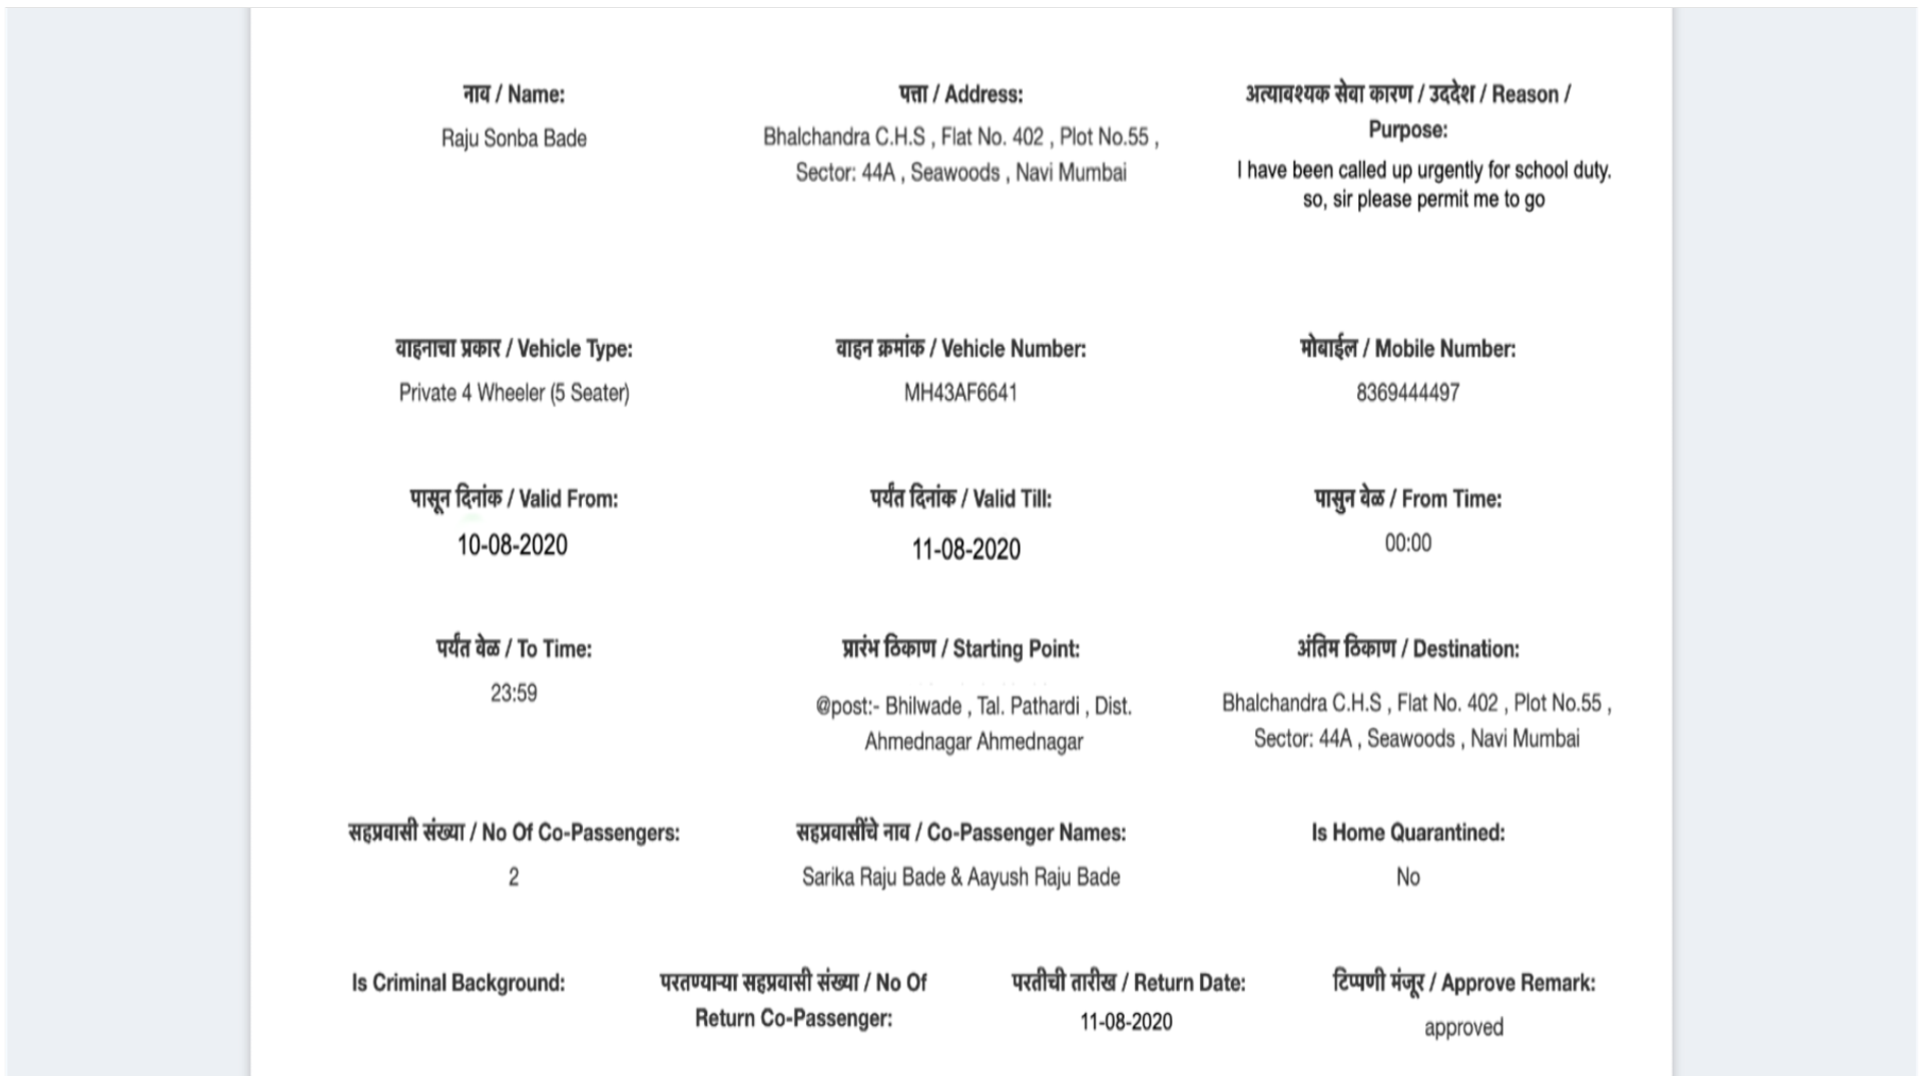 नाव / Name:
Raju Sonba Bade
पत्ता / Address:
Bhalchandra C.H.S , Flat No. 402 , Plot No.55 ,
Sector: 44A , Seawoods , Navi Mumbai
अत्यावश्यक सेवा कारण / उददेश / Reason /
Purpose:
I have been called up urgently for school duty.
so, sir please permit me to go
वाहनाचा प्रकार / Vehicle Type:
Private 4 Wheeler (5 Seater)
वाहन क्रमांक / Vehicle Number:
MH43AF6641
मोबाईल / Mobile Number:
8369444497
पासून दिनांक / Valid From:
10-08-2020
पर्यंत दिनांक / Valid Till:
11-08-2020
पासुन वेळ / From Time:
00:00
पर्यंत वेळ / To Time:
23:59
प्रारंभ ठिकाण / Starting Point:
@post:- Bhilwade , Tal. Pathardi , Dist.
Ahmednagar Ahmednagar
अंतिम ठिकाण / Destination:
Bhalchandra C.H.S , Flat No. 402 , Plot No.55 ,
Sector: 44A , Seawoods , Navi Mumbai
सहप्रवासी संख्या / No Of Co-Passengers:
2
सहप्रवासींचे नाव / Co-Passenger Names:
Sarika Raju Bade & Aayush Raju Bade
Is Home Quarantined:
No
Is Criminal Background:
परतण्याऱ्या सहप्रवासी संख्या / No Of
Return Co-Passenger:
परतीची तारीख / Return Date:
11-08-2020
टिप्पणी मंजूर / Approve Remark:
approved